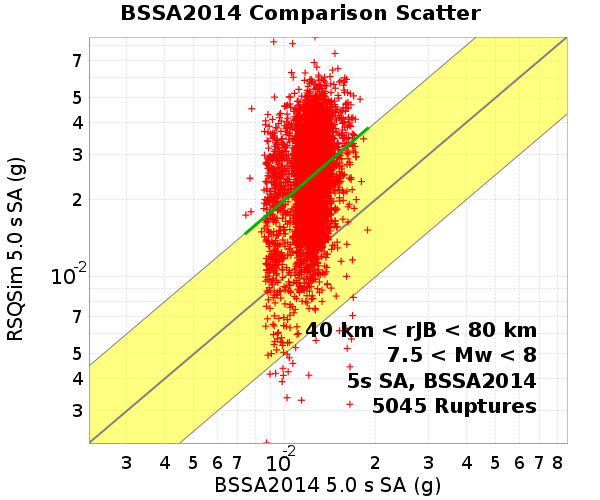 BSSA2014 Comparison Scatter
RSQSim 5.0 s SA (g)
7
5
4
3
2
10-2
7
5
4
3
40 km < rJB < 80 km
7.5 < Mw < 8
5s SA, BSSA2014
5045 Ruptures
3 4 5 6 7 10-2 2 3 4 5 6 7 8
BSSA2014 5.0 s SA (g)